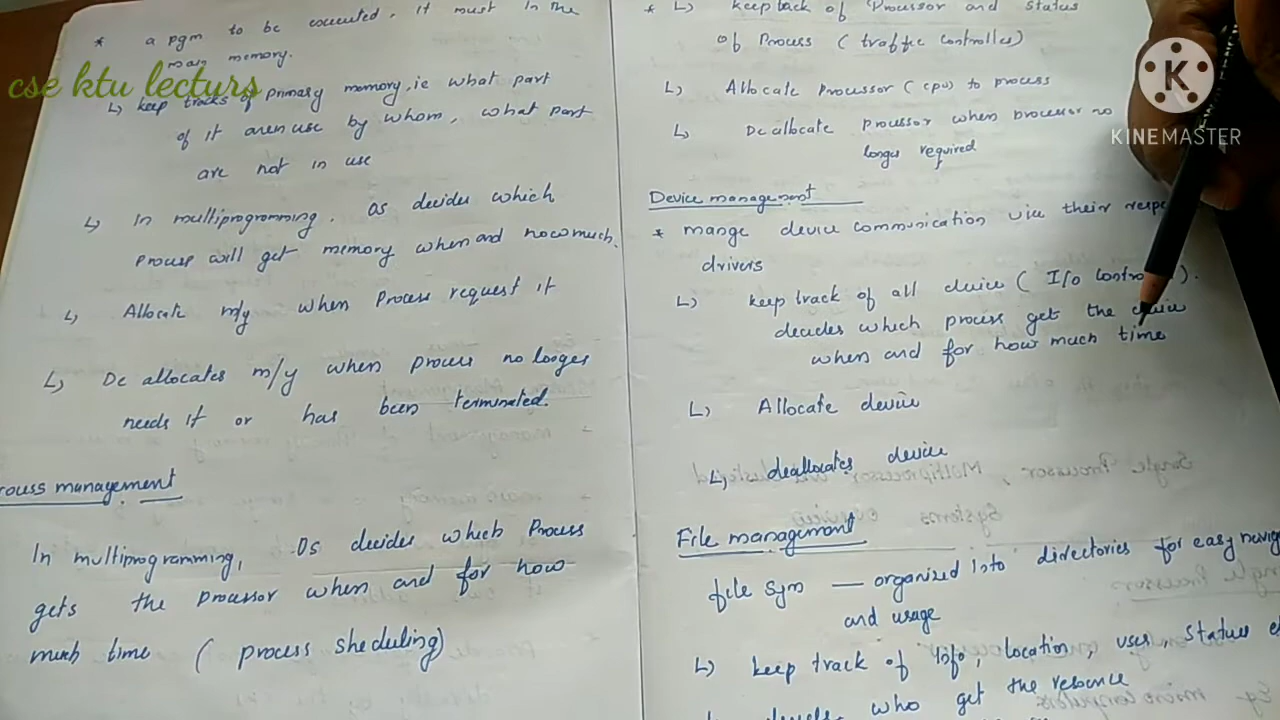 * a pgm to be executed, it must in the
main memory.
cse ktu lecturs
L) keep tracks of primary memory, ie what part
of it are in use by whom, what part
are not in use
L) In multiprogramming, os decides which
process will get memory when and how much.
L) Allocate m/y when Process request it
L) De allocates m/y when process no longer
needs it or has been terminated.
rocess management
In multiprogramming, Os decides which Process
gets the processor when and for how
much time ( process sheduling)
* L) keep tack of Processor and status
of Process ( traffic controller)
L) Allocate Processor ( cpu) to process
L) De allocate processor when processor no
longer required
KINEMASTER
Device management
* mange device communication via their respe
drivers
L) keep track of all device ( I/o contro ).
decides which process get the device
when and for how much time
L) Allocate device
L) deallocates device
File management
file sym — organized into directories for easy navig
and usage
L) keep track of Info, location, uses, status e
who get the resource